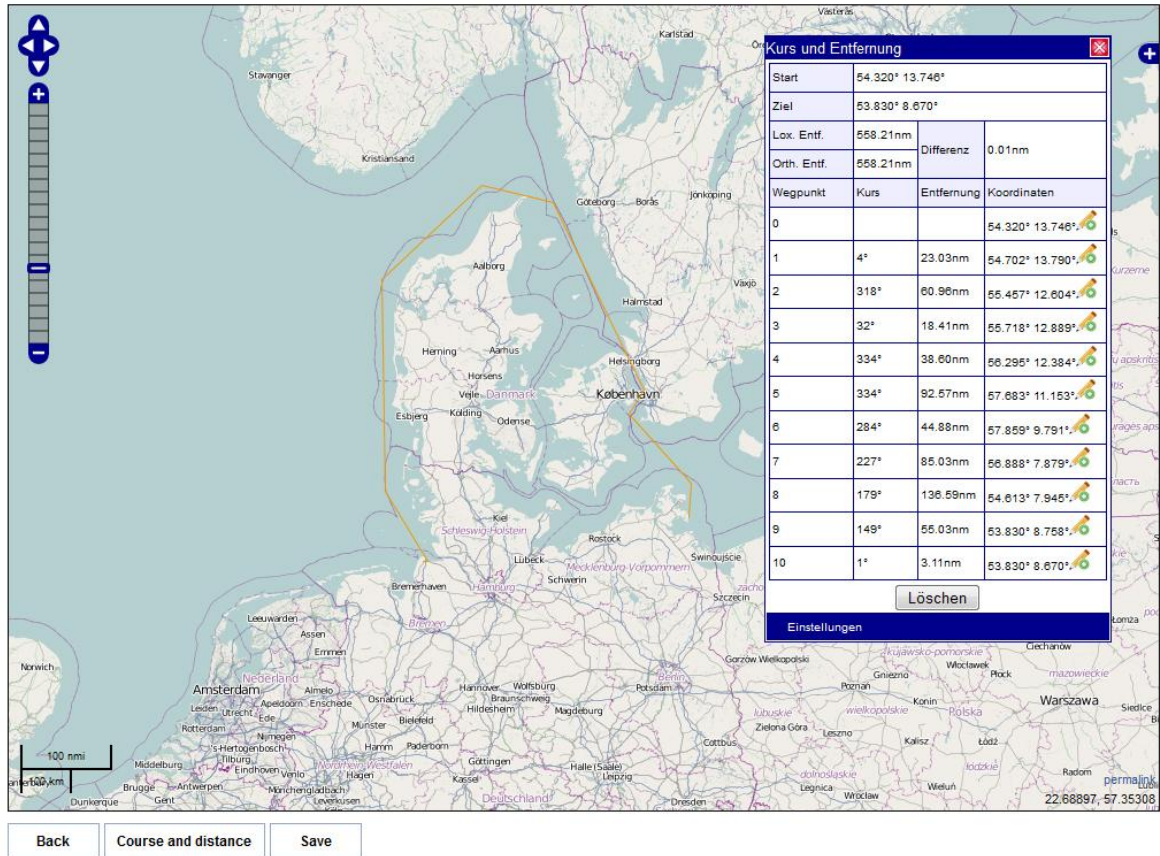 Västerås
Karlstad
Stavanger
Kristiansand
Göteborg
Borås
Jönköping
Aalborg
Växjö
Halmstad
Herning
Aarhus
Helsingborg
Horsens
Vejle
Danmark
København
Esbjerg
Kolding
Odense
Kiel
Schleswig-Holstein
Rostock
Lübeck
Mecklenburg-Vorpommern
Swinoujscie
Schwerin
Bremerhaven
Hamburg
Szczecin
Leeuwarden
Bremen
Assen
Emmen
Norwich
Nederland
Amsterdam
Almelo
Osnabrück
Hannover
Wolfsburg
Braunschweig
Berlin
Potsdam
Gorzów Wielkopolski
kujawsko-pomorskie
Ciechanów
Włocławek
Gniezno
Płock
mazowieckie
Poznań
Leiden
Utrecht
Apeldoorn
Enschede
Ede
Hildesheim
Magdeburg
Konin
Warszawa
Siedlce
lubuskie
wielkopolskie
Polska
Rotterdam
Nijmegen
Münster
Bielefeld
Zielona Góra
Leszno
's-Hertogenbosch
Hamm
Paderborn
Cottbus
Kalisz
Łódź
Tilburg
Göttingen
Halle (Saale)
Middelburg
Eindhoven
Venlo
Nordrhein-Westfalen
Hagen
Kassel
Leipzig
dolnośląskie
łódzkie
Radom
Brugge
Antwerpen
Mönchengladbach
Legnica
Wieluń
Dunkerque
Gent
Leverkusen
Deutschland
Dresden
Wrocław
100 nmi
100 km
permalink
22.68897, 57.35308
Kurs und Entfernung
Start 54.320° 13.746°
Ziel 53.830° 8.670°
Lox. Entf. 558.21nm Differenz 0.01nm
Orth. Entf. 558.21nm
Wegpunkt Kurs Entfernung Koordinaten
0 54.320° 13.746°
1 4° 23.03nm 54.702° 13.790°
2 318° 60.96nm 55.457° 12.604°
3 32° 18.41nm 55.718° 12.889°
4 334° 38.60nm 56.295° 12.384°
5 334° 92.57nm 57.683° 11.153°
6 284° 44.88nm 57.859° 9.791°
7 227° 85.03nm 56.888° 7.879°
8 179° 136.59nm 54.613° 7.945°
9 149° 55.03nm 53.830° 8.758°
10 1° 3.11nm 53.830° 8.670°
Löschen
Einstellungen
Back
Course and distance
Save